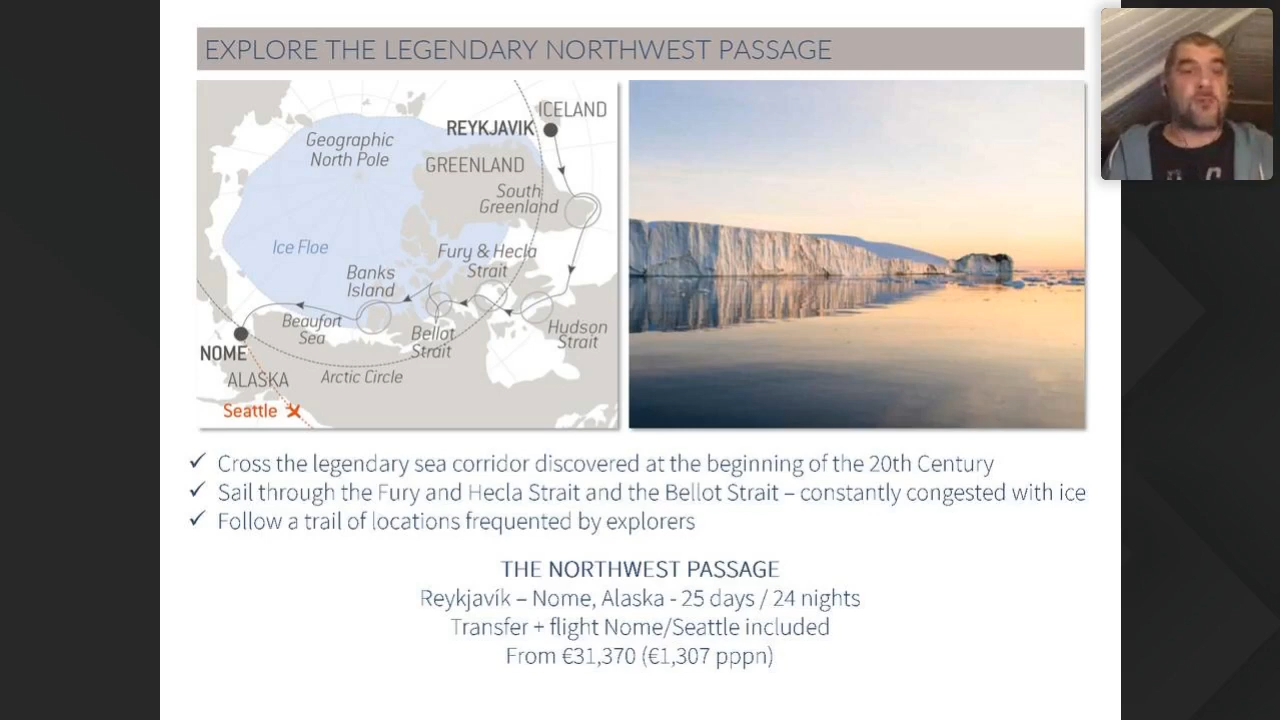 EXPLORE THE LEGENDARY NORTHWEST PASSAGE
ICELAND
REYKJAVIK
Geographic
North Pole
GREENLAND
South
Greenland
Ice Floe
Fury & Hecla
Strait
Banks
Island
Beaufort
Sea
Bellot
Strait
Hudson
Strait
NOME
ALASKA
Arctic Circle
Seattle
✓ Cross the legendary sea corridor discovered at the beginning of the 20th Century
✓ Sail through the Fury and Hecla Strait and the Bellot Strait – constantly congested with ice
✓ Follow a trail of locations frequented by explorers
THE NORTHWEST PASSAGE
Reykjavík – Nome, Alaska - 25 days / 24 nights
Transfer + flight Nome/Seattle included
From €31,370 (€1,307 pppn)